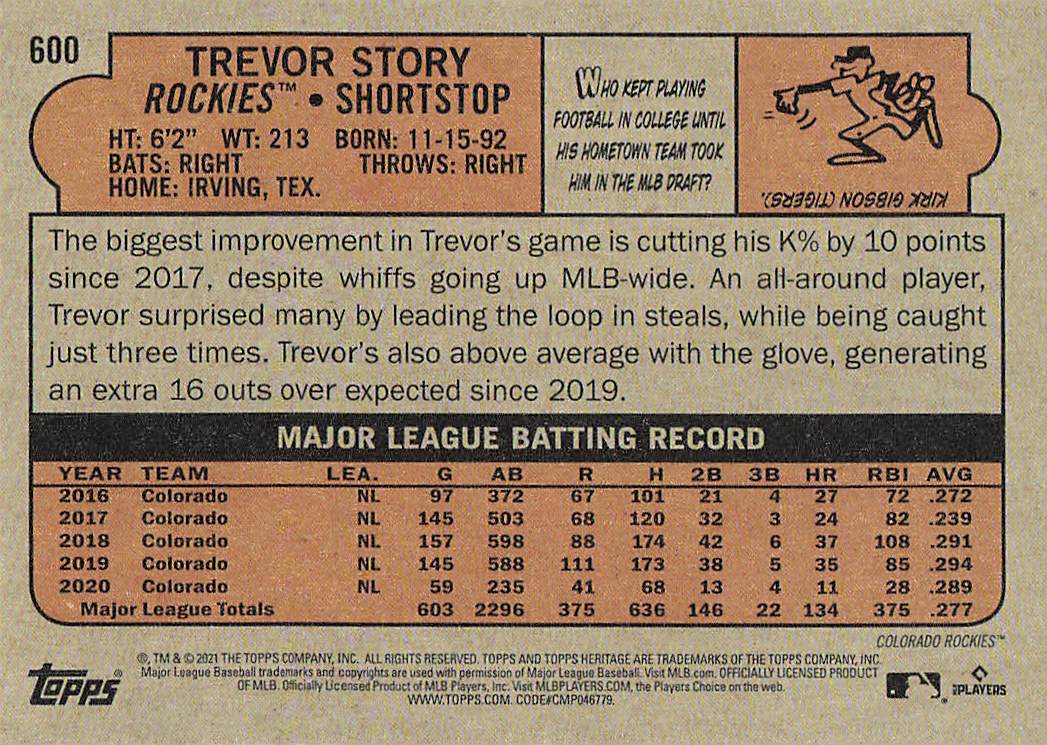 600
TREVOR STORY
ROCKIES™ • SHORTSTOP
HT: 6'2" WT: 213 BORN: 11-15-92
BATS: RIGHT THROWS: RIGHT
HOME: IRVING, TEX.
WHO KEPT PLAYING
FOOTBALL IN COLLEGE UNTIL
HIS HOMETOWN TEAM TOOK
HIM IN THE MLB DRAFT?
KIRK GIBSON (TIGERS).
The biggest improvement in Trevor's game is cutting his K% by 10 points
since 2017, despite whiffs going up MLB-wide. An all-around player,
Trevor surprised many by leading the loop in steals, while being caught
just three times. Trevor's also above average with the glove, generating
an extra 16 outs over expected since 2019.
MAJOR LEAGUE BATTING RECORD
YEAR TEAM LEA. G AB R H 2B 3B HR RBI AVG
2016 Colorado NL 97 372 67 101 21 4 27 72 .272
2017 Colorado NL 145 503 68 120 32 3 24 82 .239
2018 Colorado NL 157 598 88 174 42 6 37 108 .291
2019 Colorado NL 145 588 111 173 38 5 35 85 .294
2020 Colorado NL 59 235 41 68 13 4 11 28 .289
Major League Totals 603 2296 375 636 146 22 134 375 .277
COLORADO ROCKIES™
®, TM & © 2021 THE TOPPS COMPANY, INC. ALL RIGHTS RESERVED. TOPPS AND TOPPS HERITAGE ARE TRADEMARKS OF THE TOPPS COMPANY, INC.
Major League Baseball trademarks and copyrights are used with permission of Major League Baseball. Visit MLB.com. OFFICIALLY LICENSED PRODUCT
OF MLB. Officially Licensed Product of MLB Players, Inc. Visit MLBPLAYERS.COM, the Players Choice on the web.
WWW.TOPPS.COM. CODE#CMP046779.
topps®
MLBPLAYERS